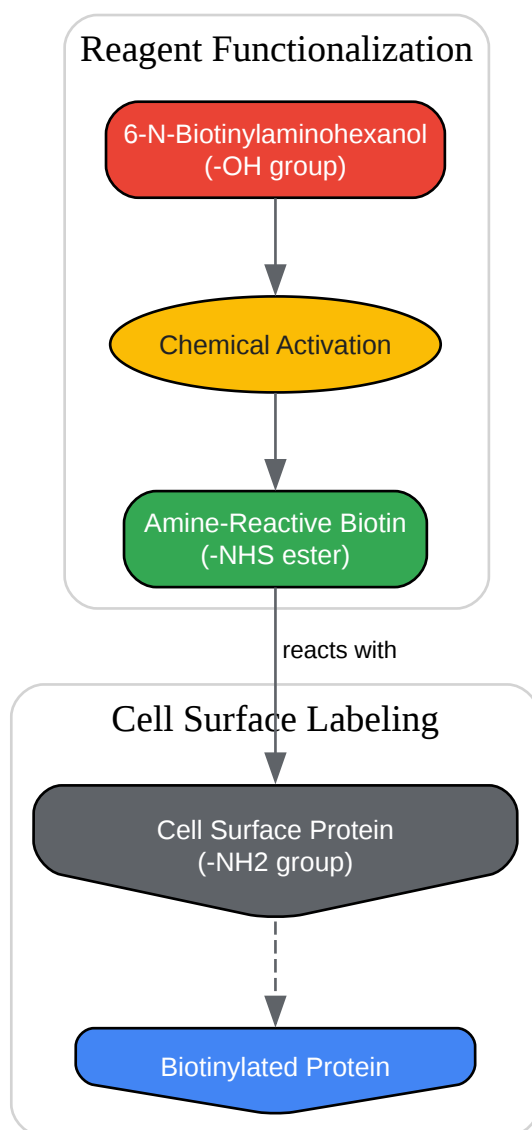 Reagent Functionalization
6-N-Biotinylaminohexanol
(-OH group)
Chemical Activation
Amine-Reactive Biotin
(-NHS ester)
reacts with
Cell Surface Labeling
Cell Surface Protein
(-NH2 group)
Biotinylated Protein